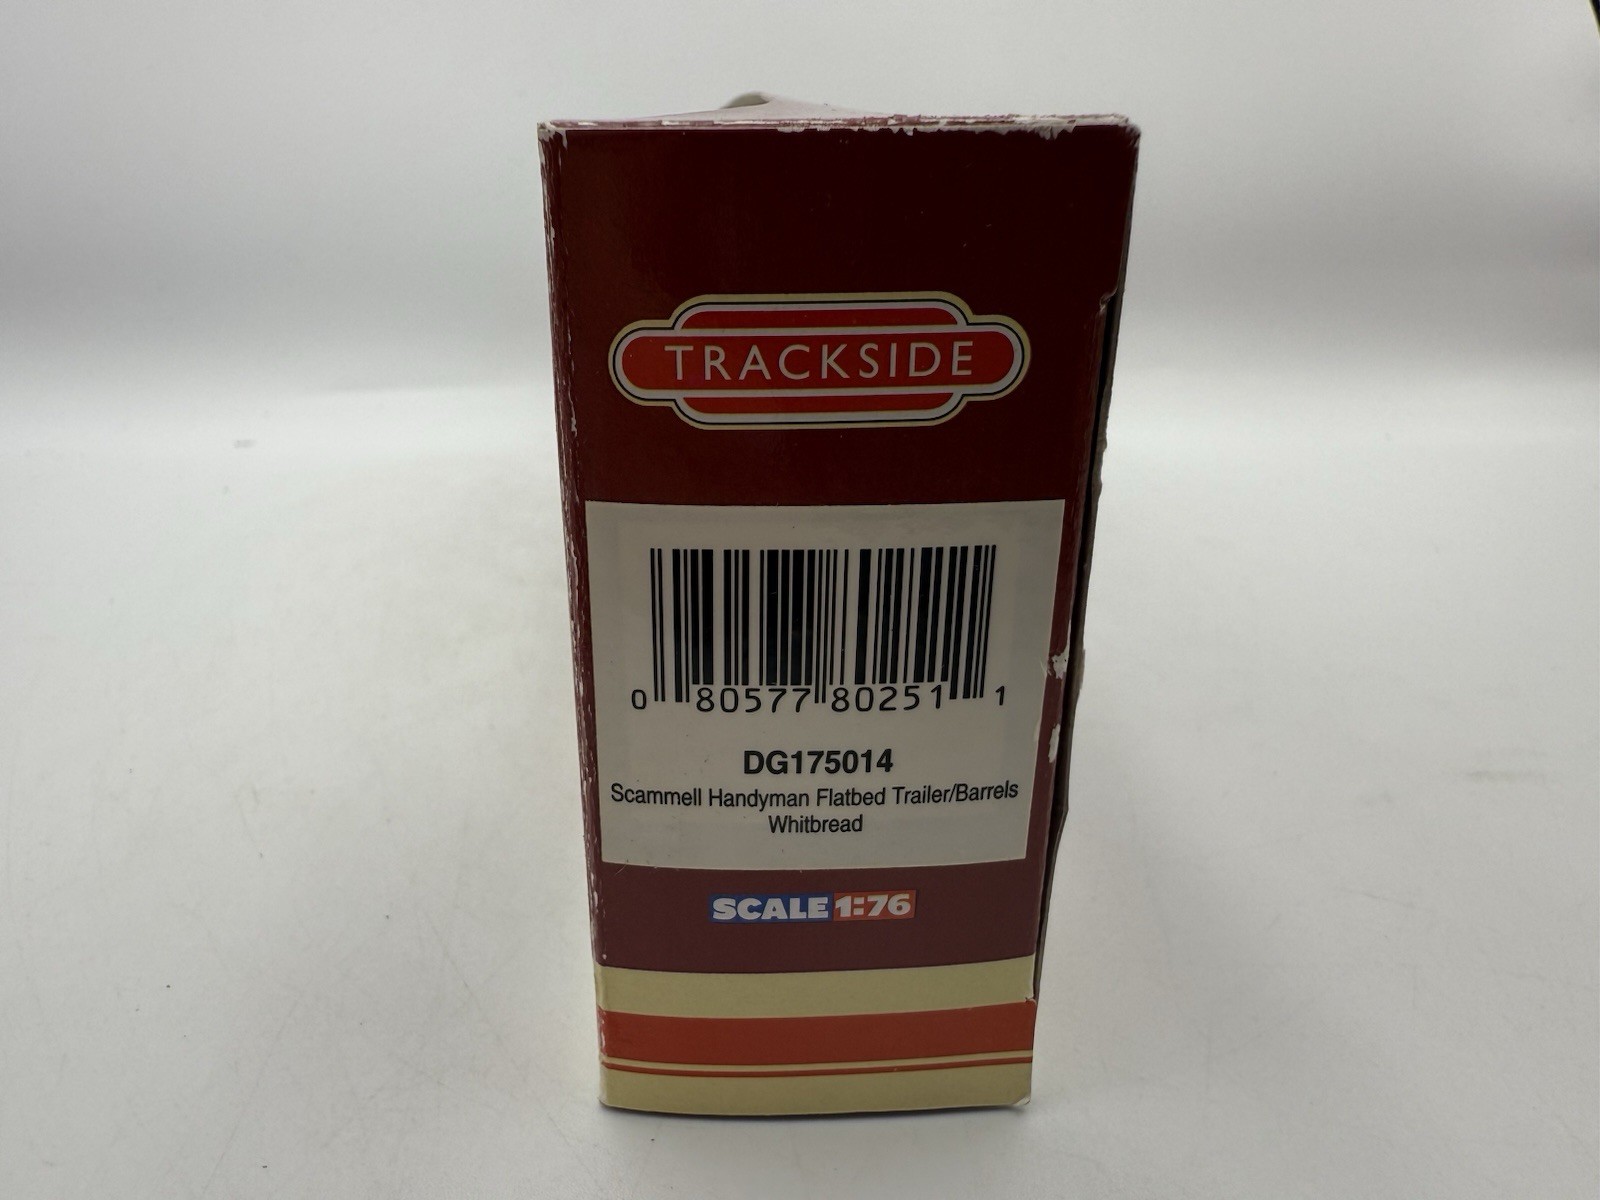 TRACKSIDE
0 80577 80251 1
DG175014
Scammell Handyman Flatbed Trailer/Barrels
Whitbread
SCALE 1:76